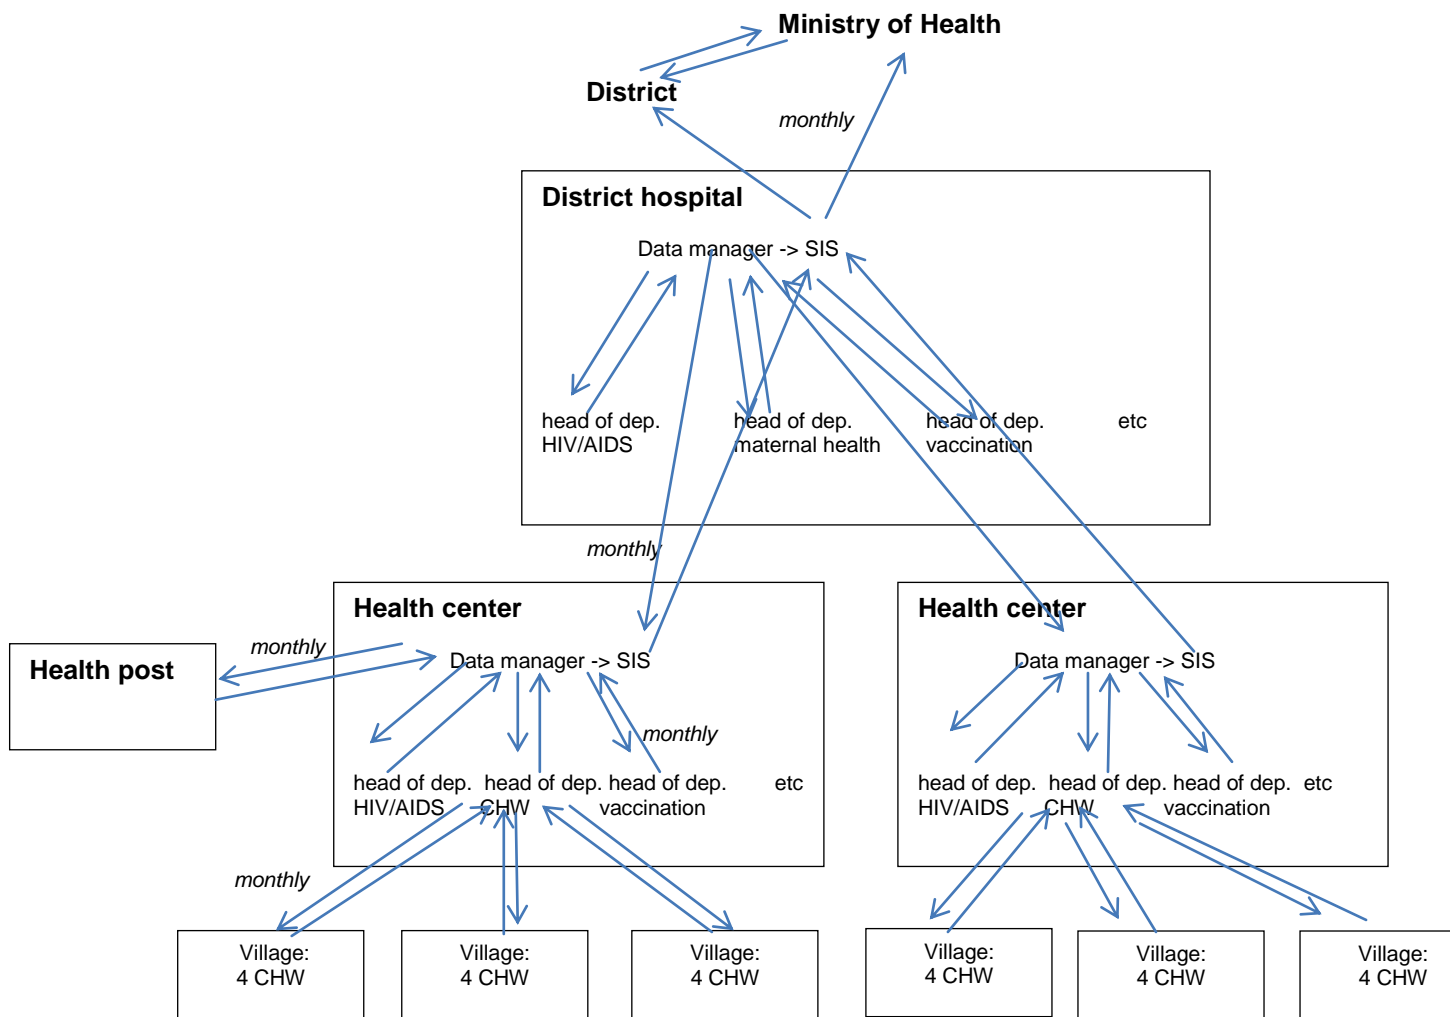 Ministry of Health
District
monthly
District hospital
Data manager -> SIS
head of dep.
HIV/AIDS
head of dep.
maternal health
head of dep.
vaccination
etc
monthly
Health center
Health center
monthly
Health post
Data manager -> SIS
Data manager -> SIS
monthly
head of dep.
HIV/AIDS
head of dep.
CHW
head of dep.
vaccination
etc
head of dep.
HIV/AIDS
head of dep.
CHW
head of dep.
vaccination
etc
monthly
Village:
4 CHW
Village:
4 CHW
Village:
4 CHW
Village:
4 CHW
Village:
4 CHW
Village:
4 CHW